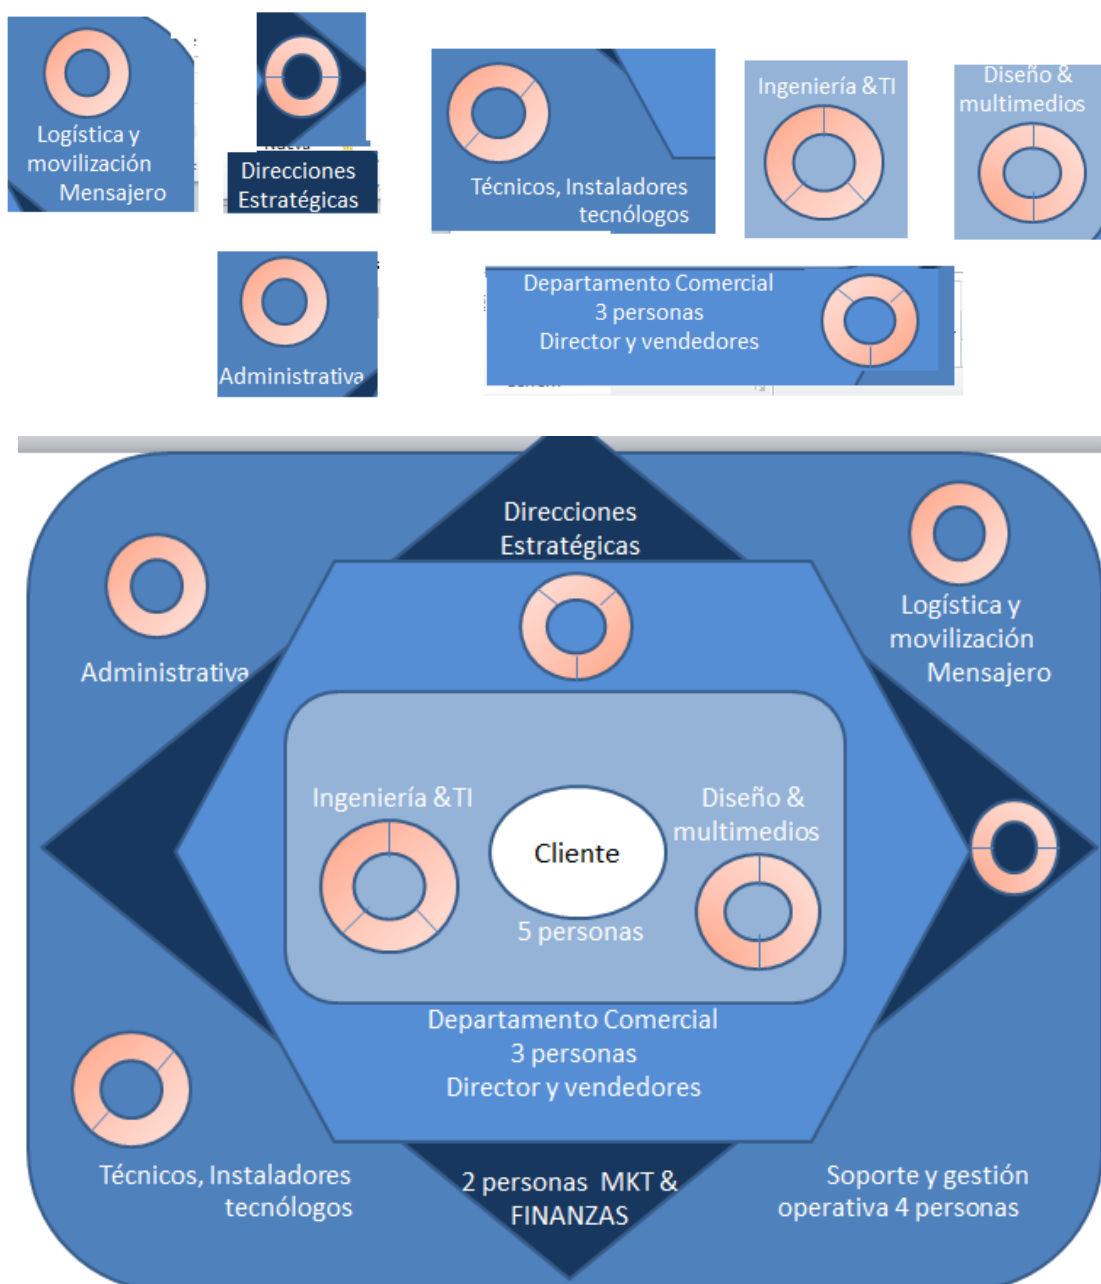 Logística y
movilización
Mensajero
Direcciones
Estratégicas
Técnicos, Instaladores
tecnólogos
Ingeniería &TI
Diseño &
multimedios
Administrativa
Departamento Comercial
3 personas
Director y vendedores
Direcciones
Estratégicas
Administrativa
Logística y
movilización
Mensajero
Ingeniería &TI
Diseño &
multimedios
Cliente
5 personas
Departamento Comercial
3 personas
Director y vendedores
Técnicos, Instaladores
tecnólogos
2 personas MKT &
FINANZAS
Soporte y gestión
operativa 4 personas